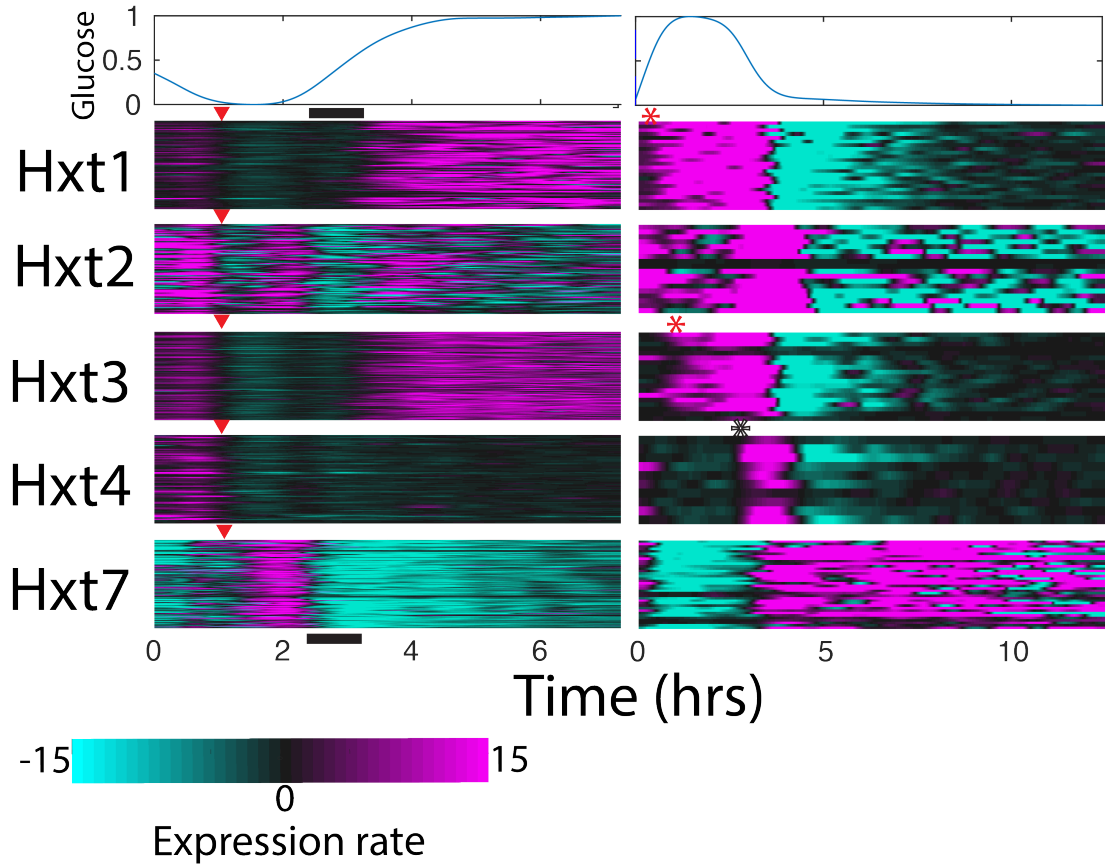 Glucose
1
0.5
0
Hxt1
Hxt2
Hxt3
Hxt4
Hxt7
0 2 4 6 0 5 10
Time (hrs)
-15 15
0
Expression rate